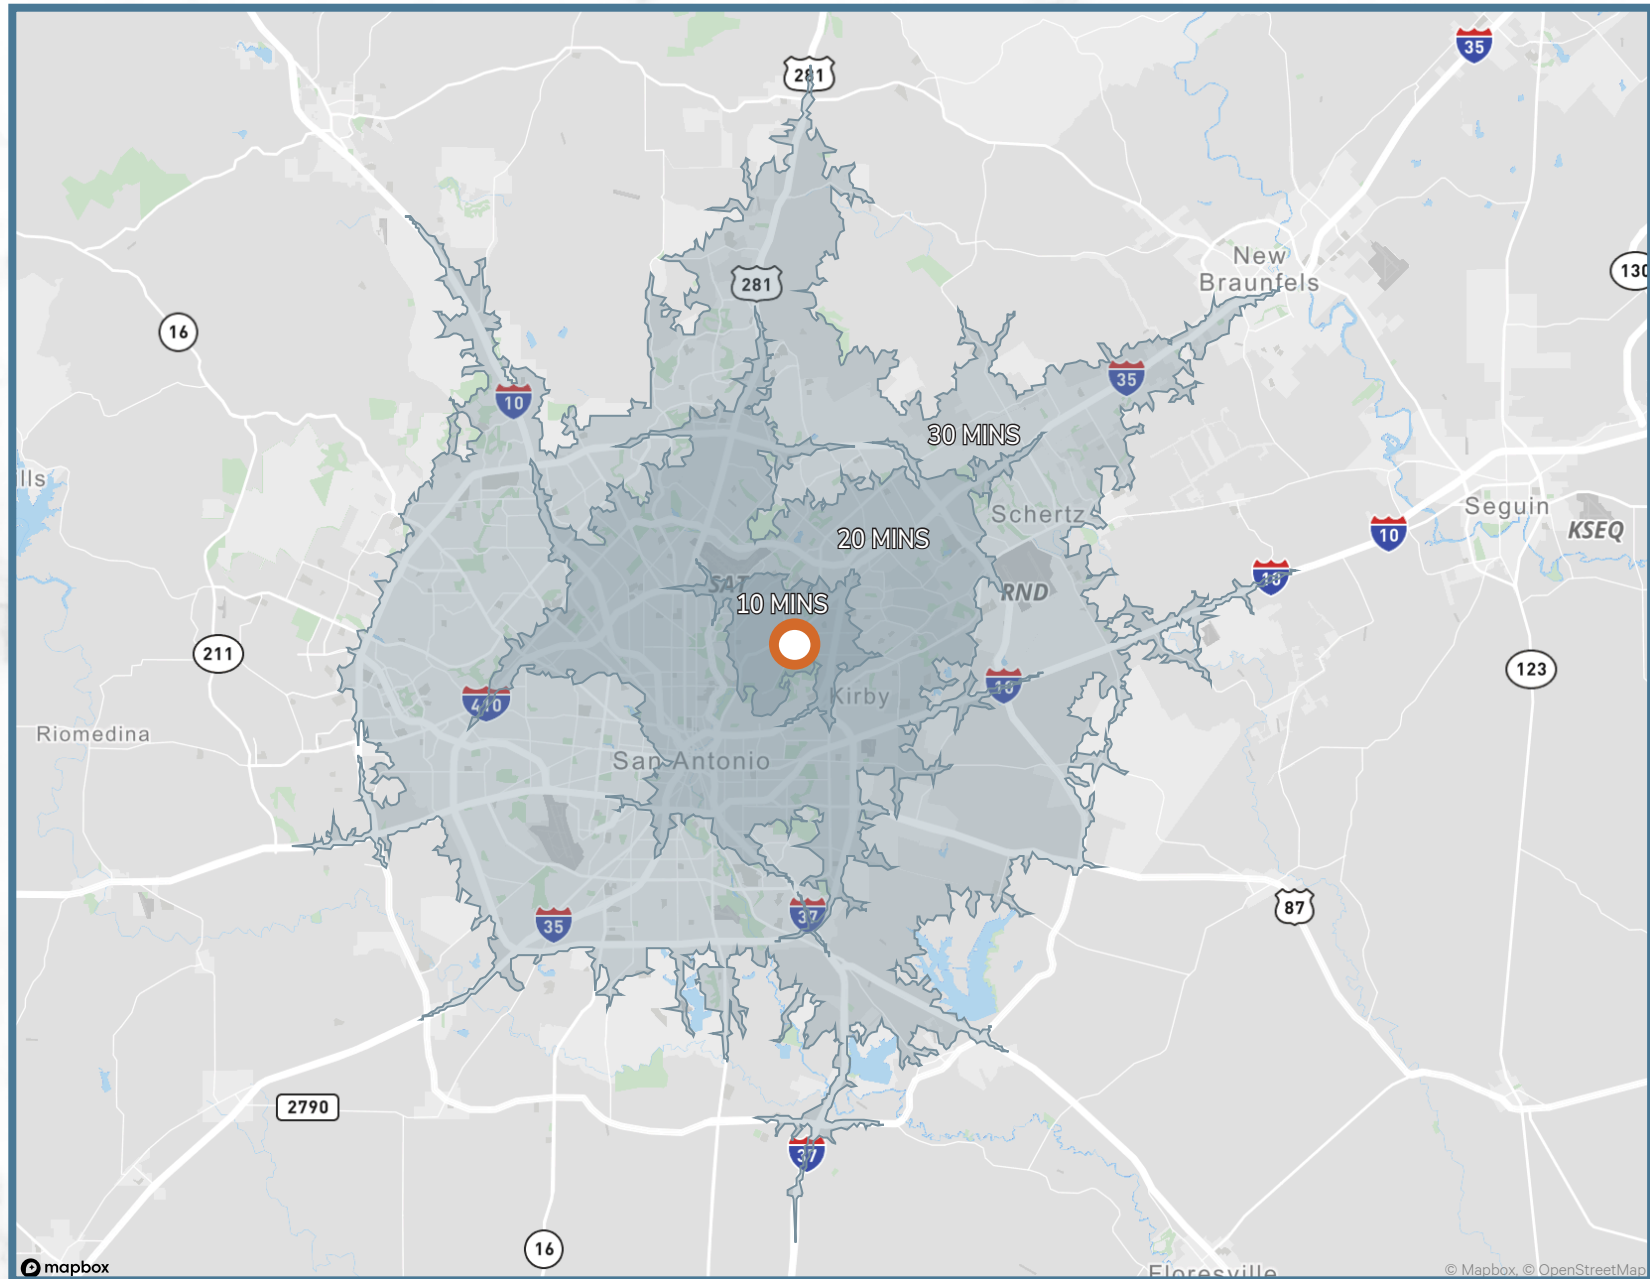 35
281
New
Braunfels
130
281
16
35
10
30 MINS
lls
Seguin
Schertz
KSEQ
10
20 MINS
10
SAT
RND
10 MINS
211
123
10
Kirby
410
Riomedina
San Antonio
87
37
35
2790
37
16
mapbox
© Mapbox, © OpenStreetMap
Floresville